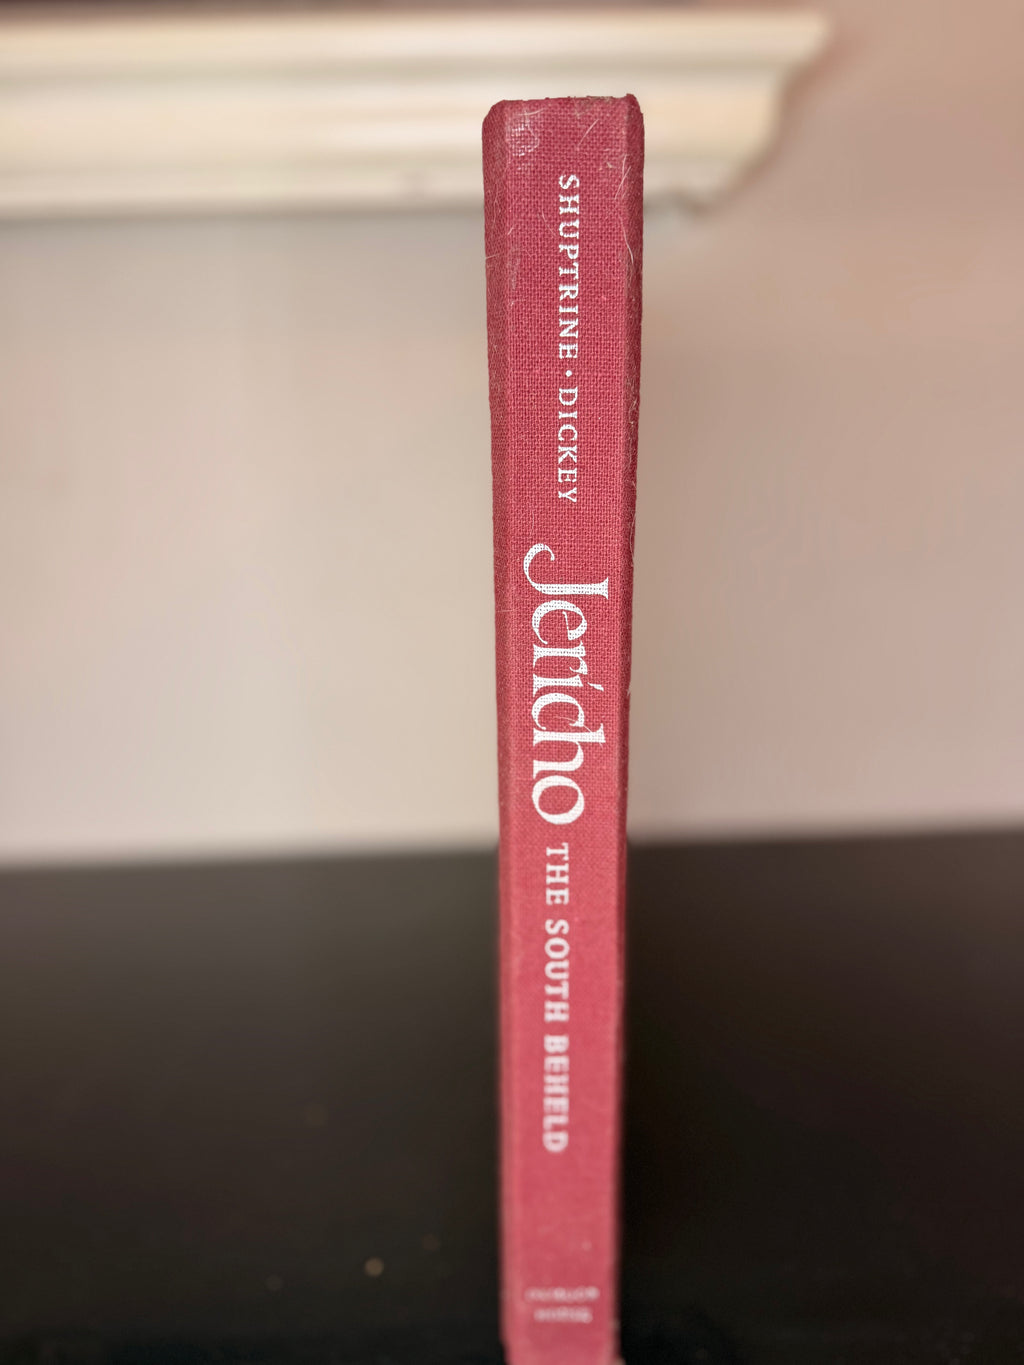 SHUPTRINE • DICKEY
Jericho
THE SOUTH BEHELD